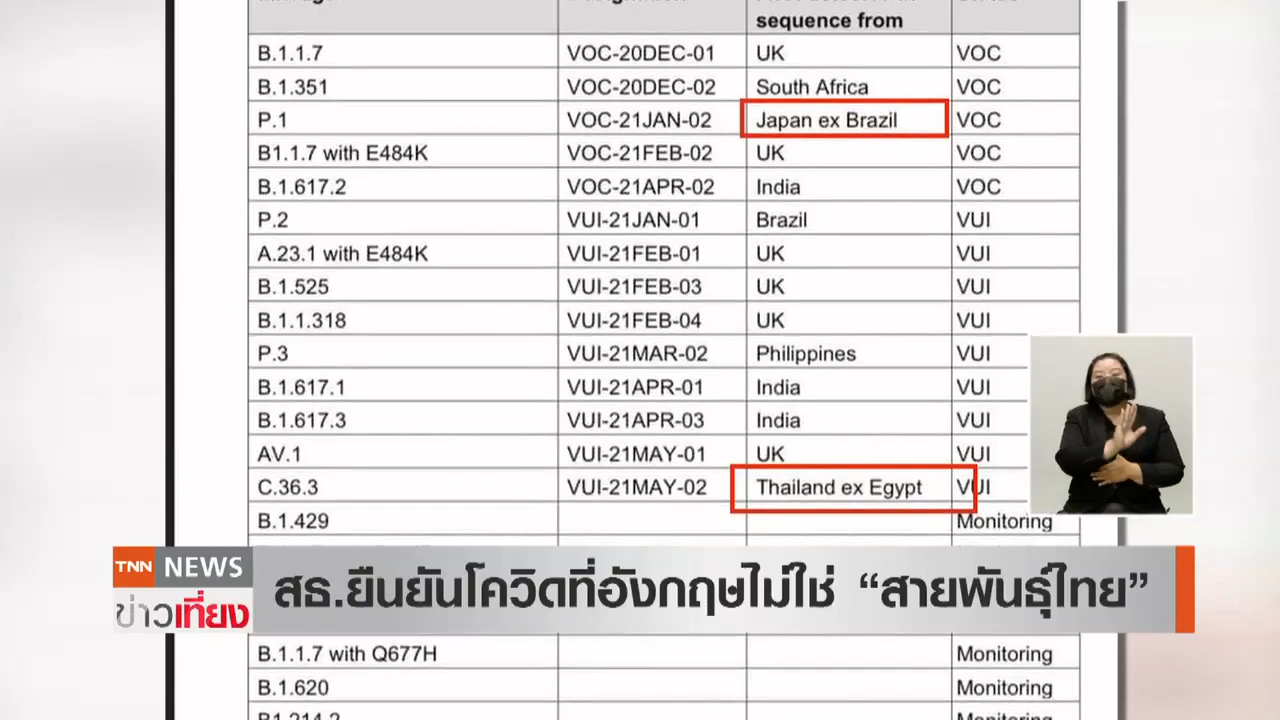 sequence from
B.1.1.7 VOC-20DEC-01 UK VOC
B.1.351 VOC-20DEC-02 South Africa VOC
P.1 VOC-21JAN-02 Japan ex Brazil VOC
B1.1.7 with E484K VOC-21FEB-02 UK VOC
B.1.617.2 VOC-21APR-02 India VOC
P.2 VUI-21JAN-01 Brazil VUI
A.23.1 with E484K VUI-21FEB-01 UK VUI
B.1.525 VUI-21FEB-03 UK VUI
B.1.1.318 VUI-21FEB-04 UK VUI
P.3 VUI-21MAR-02 Philippines VUI
B.1.617.1 VUI-21APR-01 India VUI
B.1.617.3 VUI-21APR-03 India VUI
AV.1 VUI-21MAY-01 UK VUI
C.36.3 VUI-21MAY-02 Thailand ex Egypt VUI
B.1.429 Monitoring
TNN NEWS
ข่าวเที่ยง
สธ.ยืนยันโควิดที่อังกฤษไม่ใช่ “สายพันธุ์ไทย”
B.1.1.7 with Q677H Monitoring
B.1.620 Monitoring